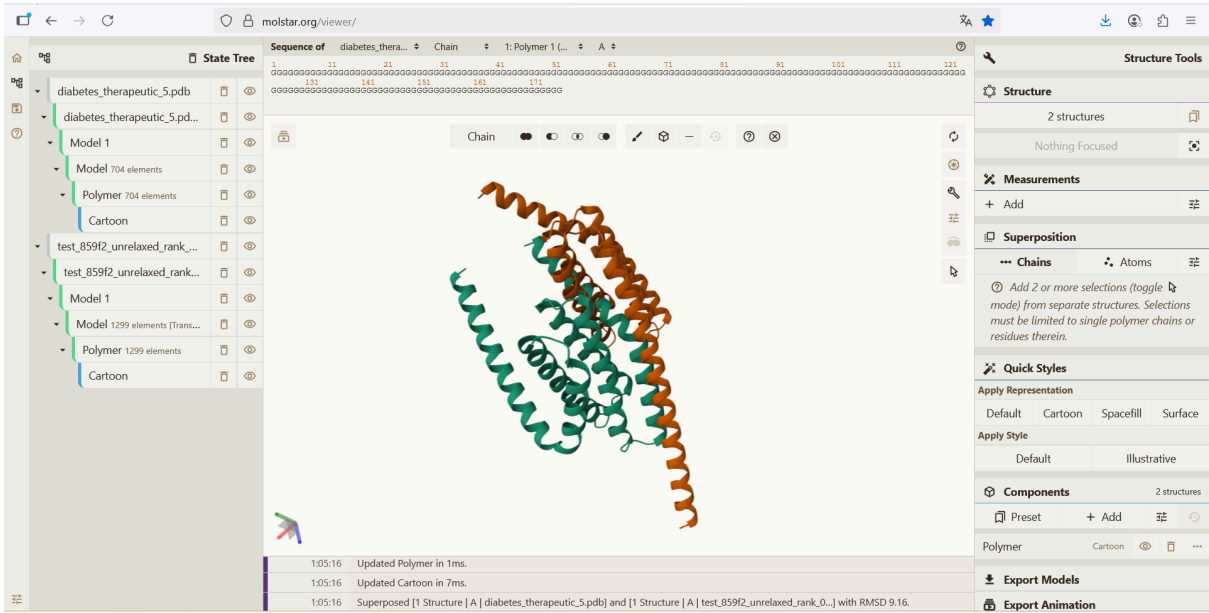 molstar.org/viewer/
State Tree
diabetes_therapeutic_5.pdb
diabetes_therapeutic_5.pd...
Model 1
Model 704 elements
Polymer 704 elements
Cartoon
test_859f2_unrelaxed_rank_...
test_859f2_unrelaxed_rank...
Model 1
Model 1299 elements [Trans...
Polymer 1299 elements
Cartoon
Sequence of diabetes_thera... Chain 1: Polymer 1 (... A
1 11 21 31 41 51 61 71 81 91 101 111 121
131 141 151 161 171
Chain
1:05:16 Updated Polymer in 1ms.
1:05:16 Updated Cartoon in 7ms.
1:05:16 Superposed [1 Structure | A | diabetes_therapeutic_5.pdb] and [1 Structure | A | test_859f2_unrelaxed_rank_0...] with RMSD 9.16.
Structure Tools
Structure
2 structures
Nothing Focused
Measurements
+ Add
Superposition
Chains Atoms
Add 2 or more selections (toggle
mode) from separate structures. Selections
must be limited to single polymer chains or
residues therein.
Quick Styles
Apply Representation
Default Cartoon Spacefill Surface
Apply Style
Default Illustrative
Components 2 structures
Preset + Add
Polymer Cartoon
Export Models
Export Animation